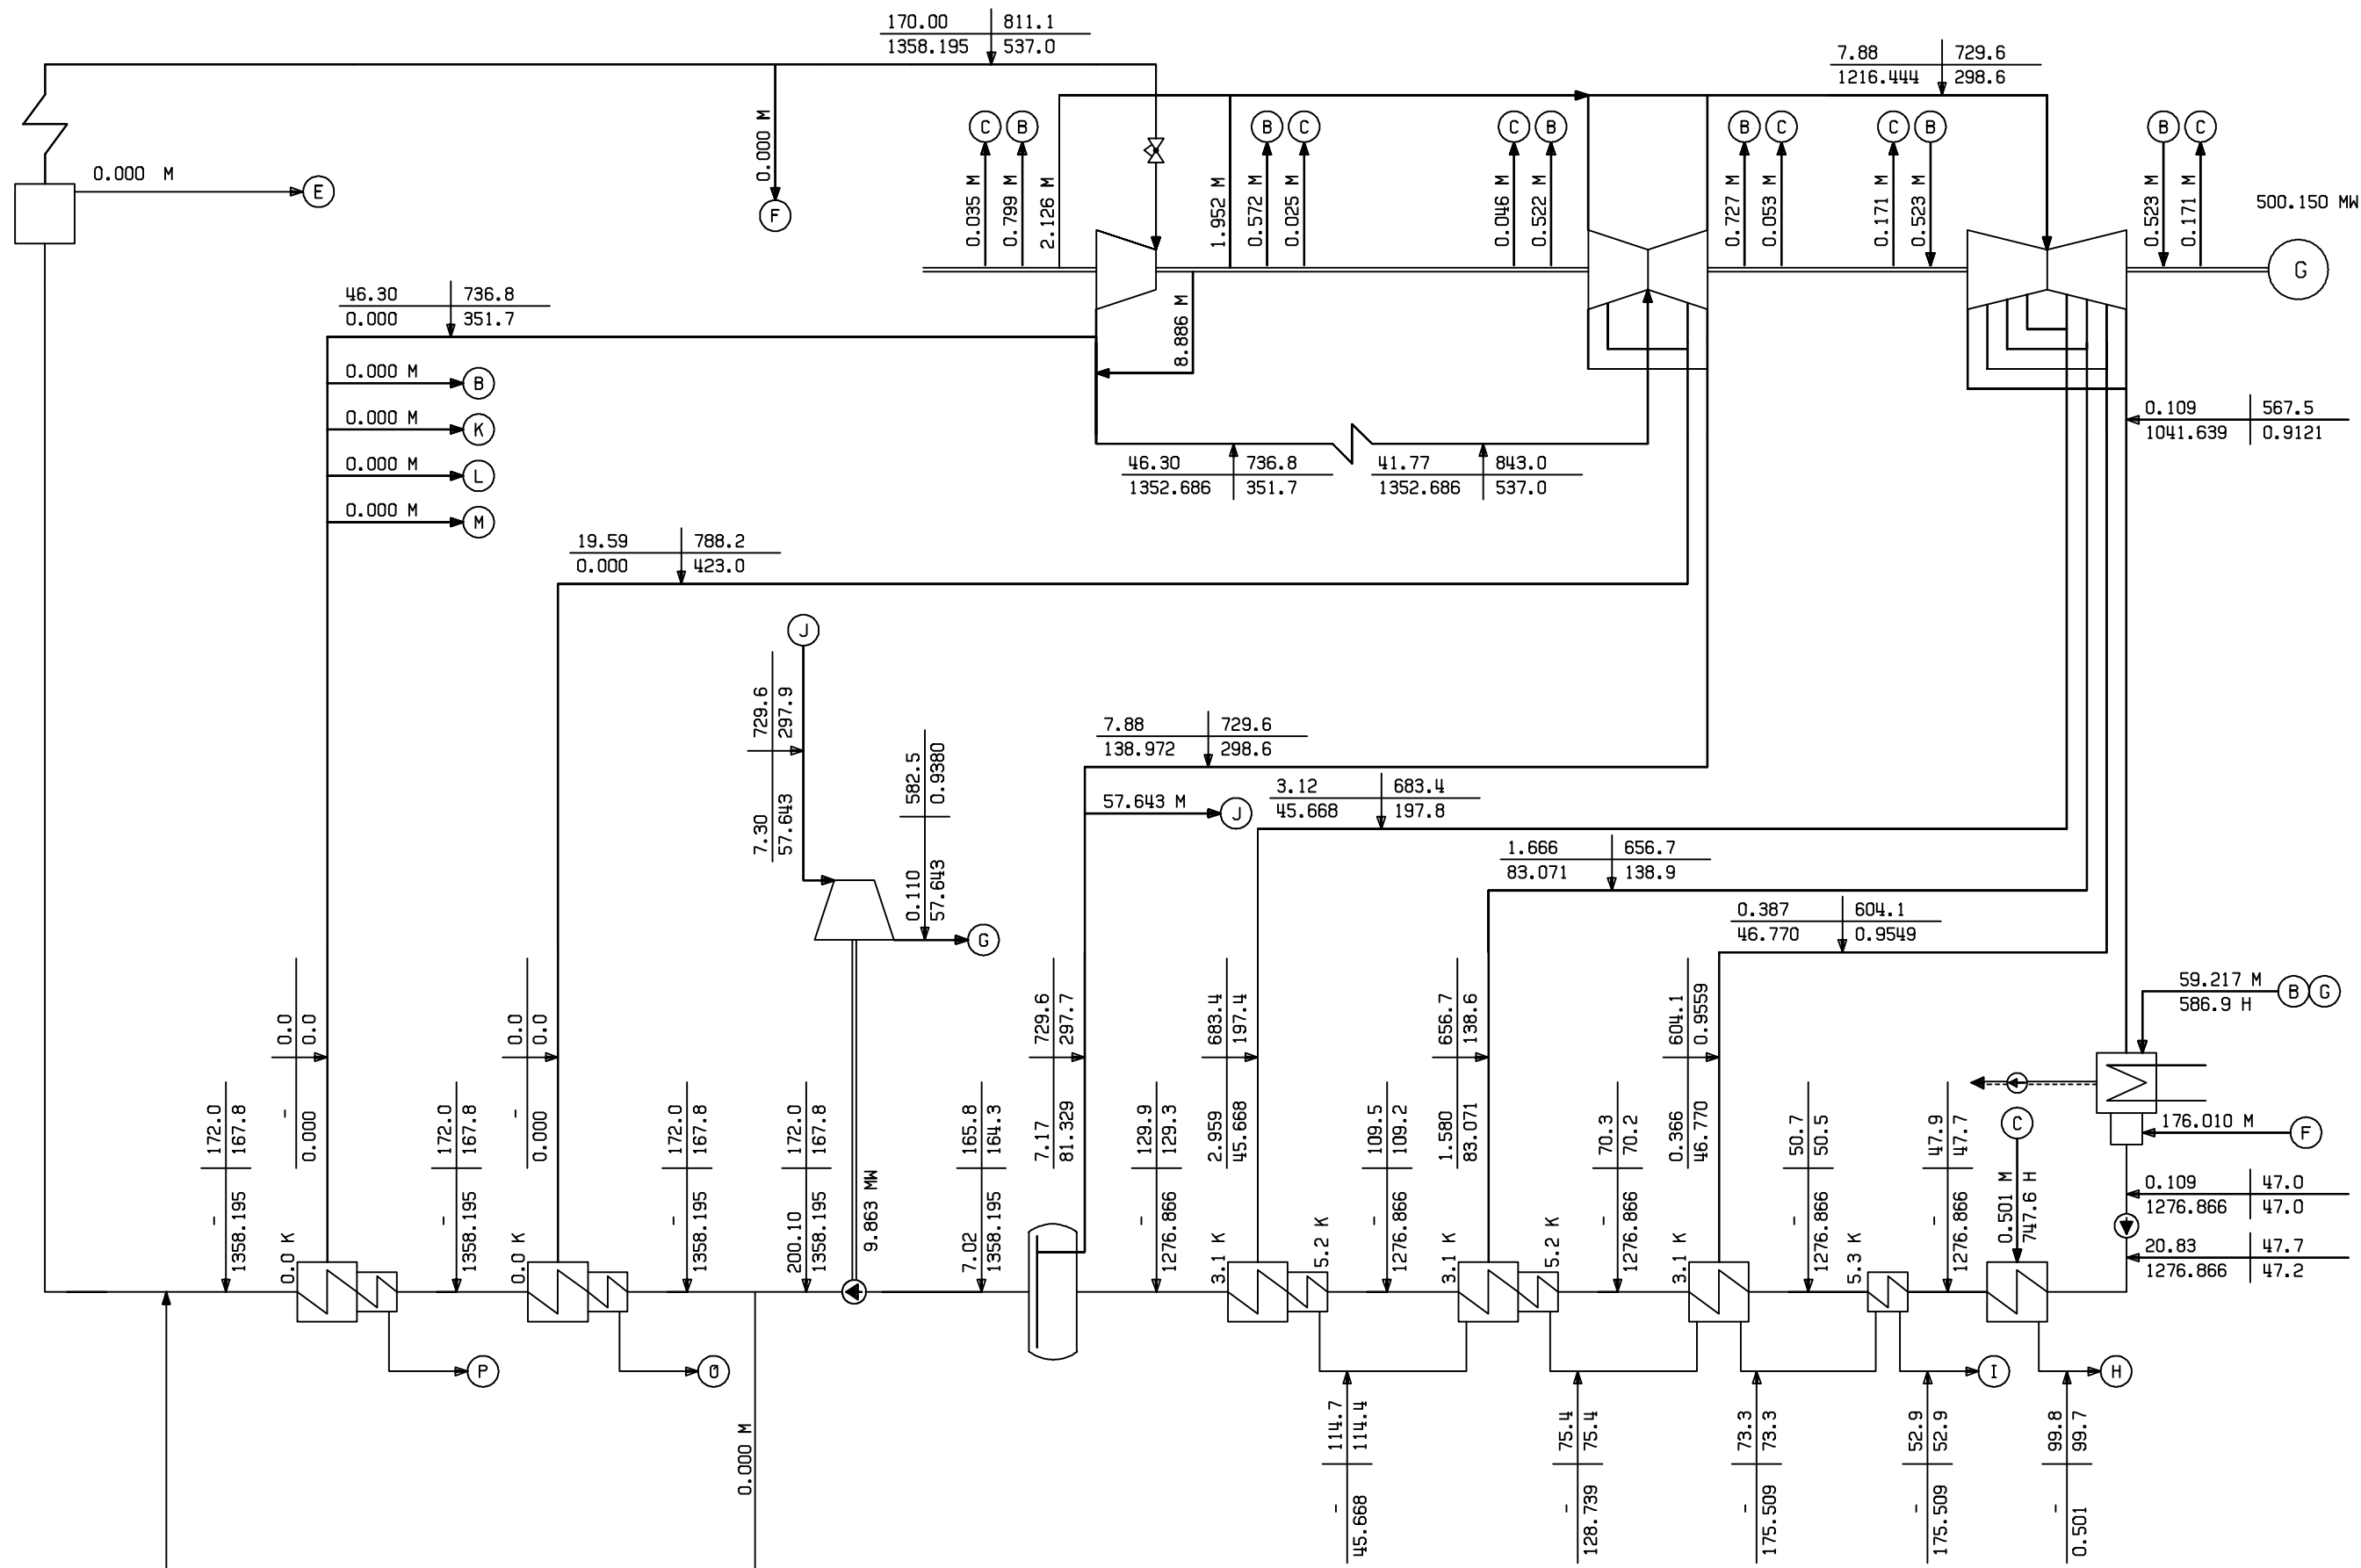 170.00 811.1
1358.195 537.0
7.88 729.6
1216.444 298.6
0.000 M
E
0.000 M
F
C
0.035 M
B
0.799 M
2.126 M
1.952 M
B
0.572 M
C
0.025 M
C
0.046 M
B
0.522 M
B
0.727 M
C
0.053 M
C
0.171 M
B
0.523 M
B
0.523 M
C
0.171 M
500.150 MW
G
46.30 736.8
0.000 351.7
8.886 M
0.000 M B
0.000 M K
0.000 M L
0.000 M M
0.109 567.5
1041.639 0.9121
46.30 736.8
1352.686 351.7
41.77 843.0
1352.686 537.0
19.59 788.2
0.000 423.0
J
7.30 729.6
57.643 297.9
0.110 582.5
57.643 0.9380
G
7.88 729.6
138.972 298.6
57.643 M J
3.12 683.4
45.668 197.8
1.666 656.7
83.071 138.9
0.387 604.1
46.770 0.9549
59.217 M B G
586.9 H
- 0.0
0.000 0.0
- 0.0
0.000 0.0
7.17 729.6
81.329 297.7
2.959 683.4
45.668 197.4
1.580 656.7
83.071 138.6
0.366 604.1
46.770 0.9559
- 172.0
1358.195 167.8
- 172.0
1358.195 167.8
- 172.0
1358.195 167.8
200.10 172.0
1358.195 167.8
9.863 MW
7.02 165.8
1358.195 164.3
- 129.9
1276.866 129.3
- 109.5
1276.866 109.2
- 70.3
1276.866 70.2
- 50.7
1276.866 50.5
- 47.9
1276.866 47.7
C
0.501 M
747.6 H
176.010 M F
0.109 47.0
1276.866 47.0
20.83 47.7
1276.866 47.2
0.0 K
0.0 K
3.1 K
5.2 K
3.1 K
5.2 K
3.1 K
5.3 K
P
O
I
H
0.000 M
- 114.7
45.668 114.4
- 75.4
128.739 75.4
- 73.3
175.509 73.3
- 52.9
175.509 52.9
- 99.8
0.501 99.7